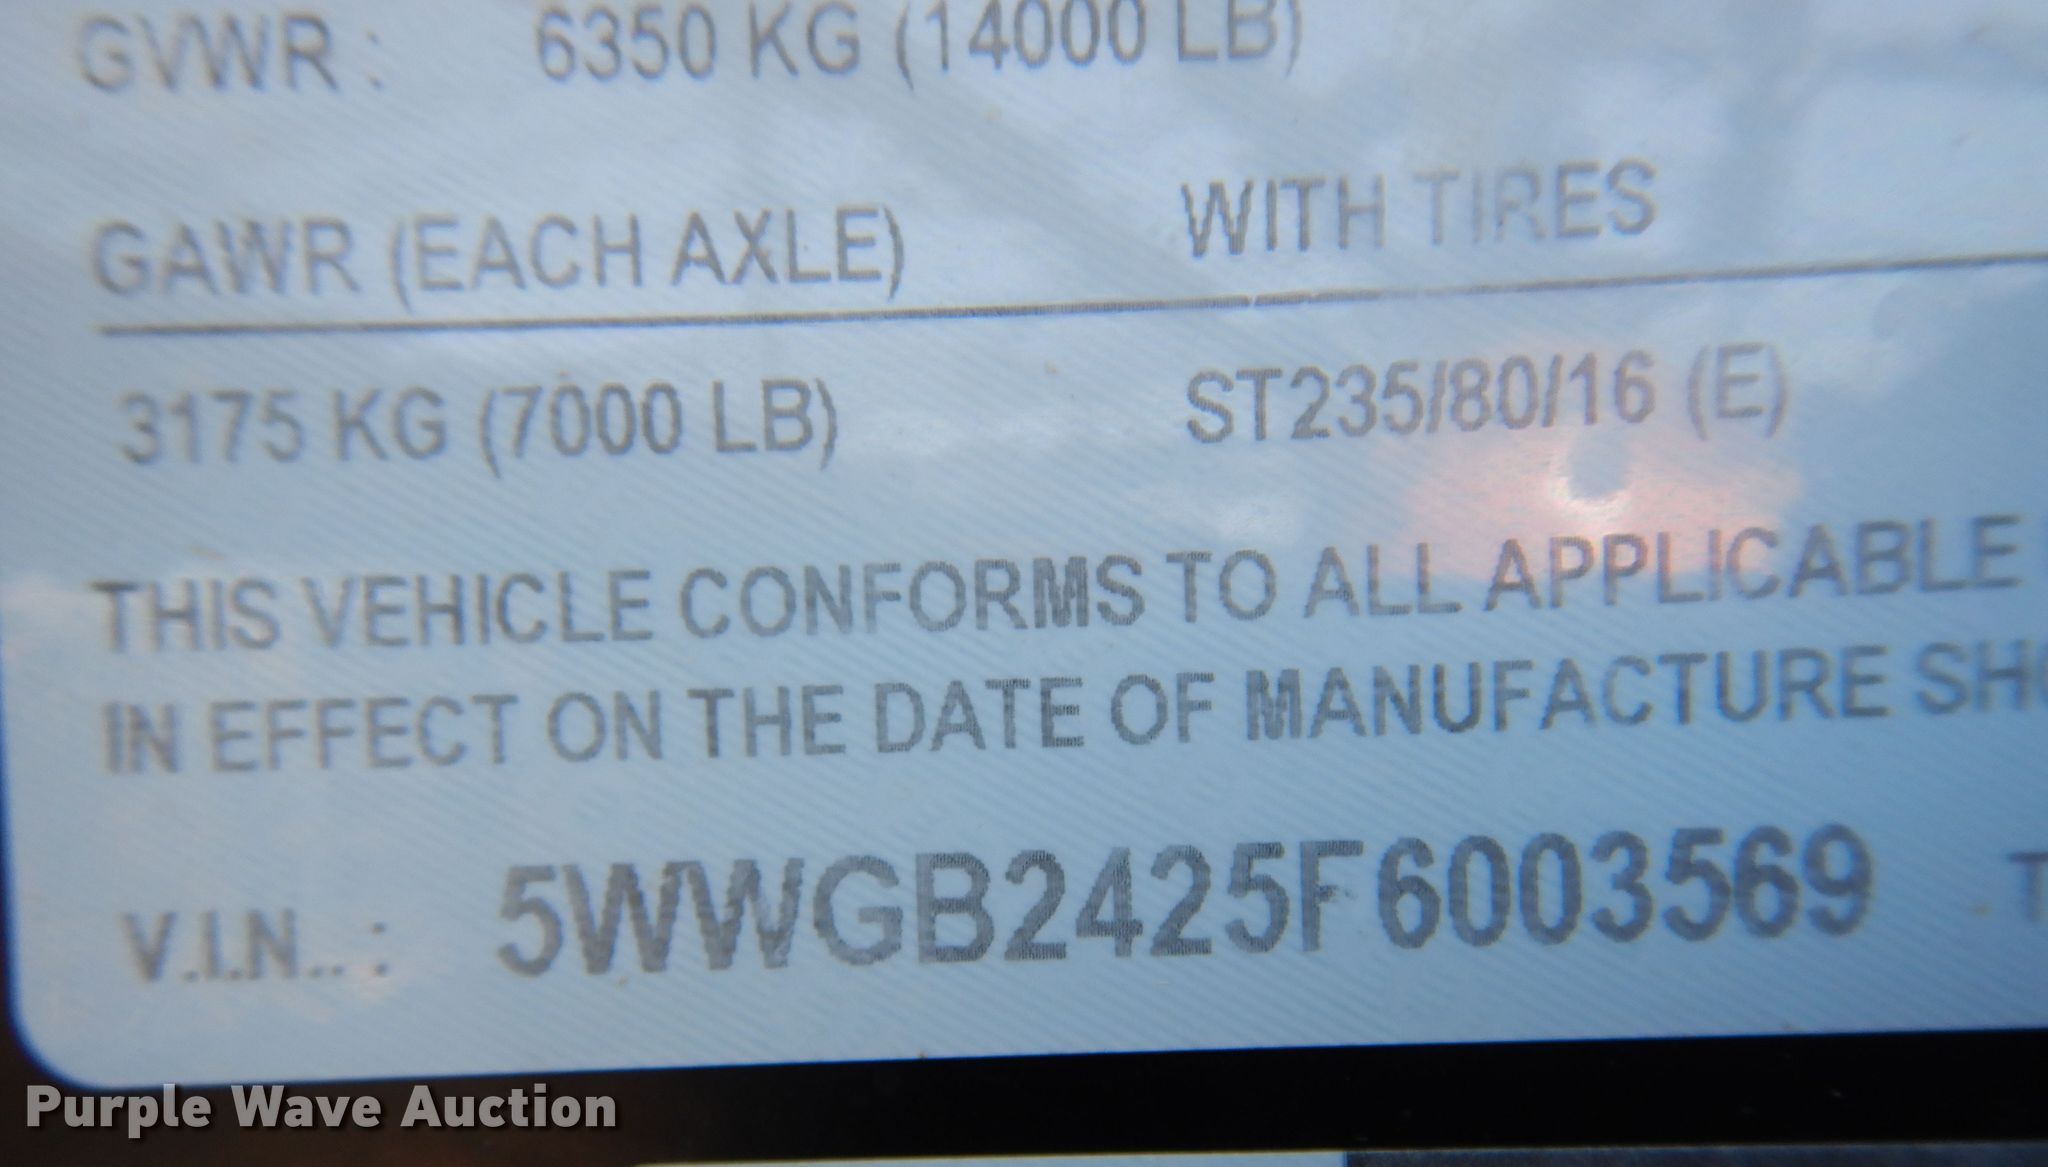 GVWR : 6350 KG (14000 LB)
GAWR (EACH AXLE) WITH TIRES
3175 KG (7000 LB) ST235/80/16 (E)
THIS VEHICLE CONFORMS TO ALL APPLICABLE
IN EFFECT ON THE DATE OF MANUFACTURE SH
V.I.N.. : 5WWGB2425F6003569 T
Purple Wave Auction